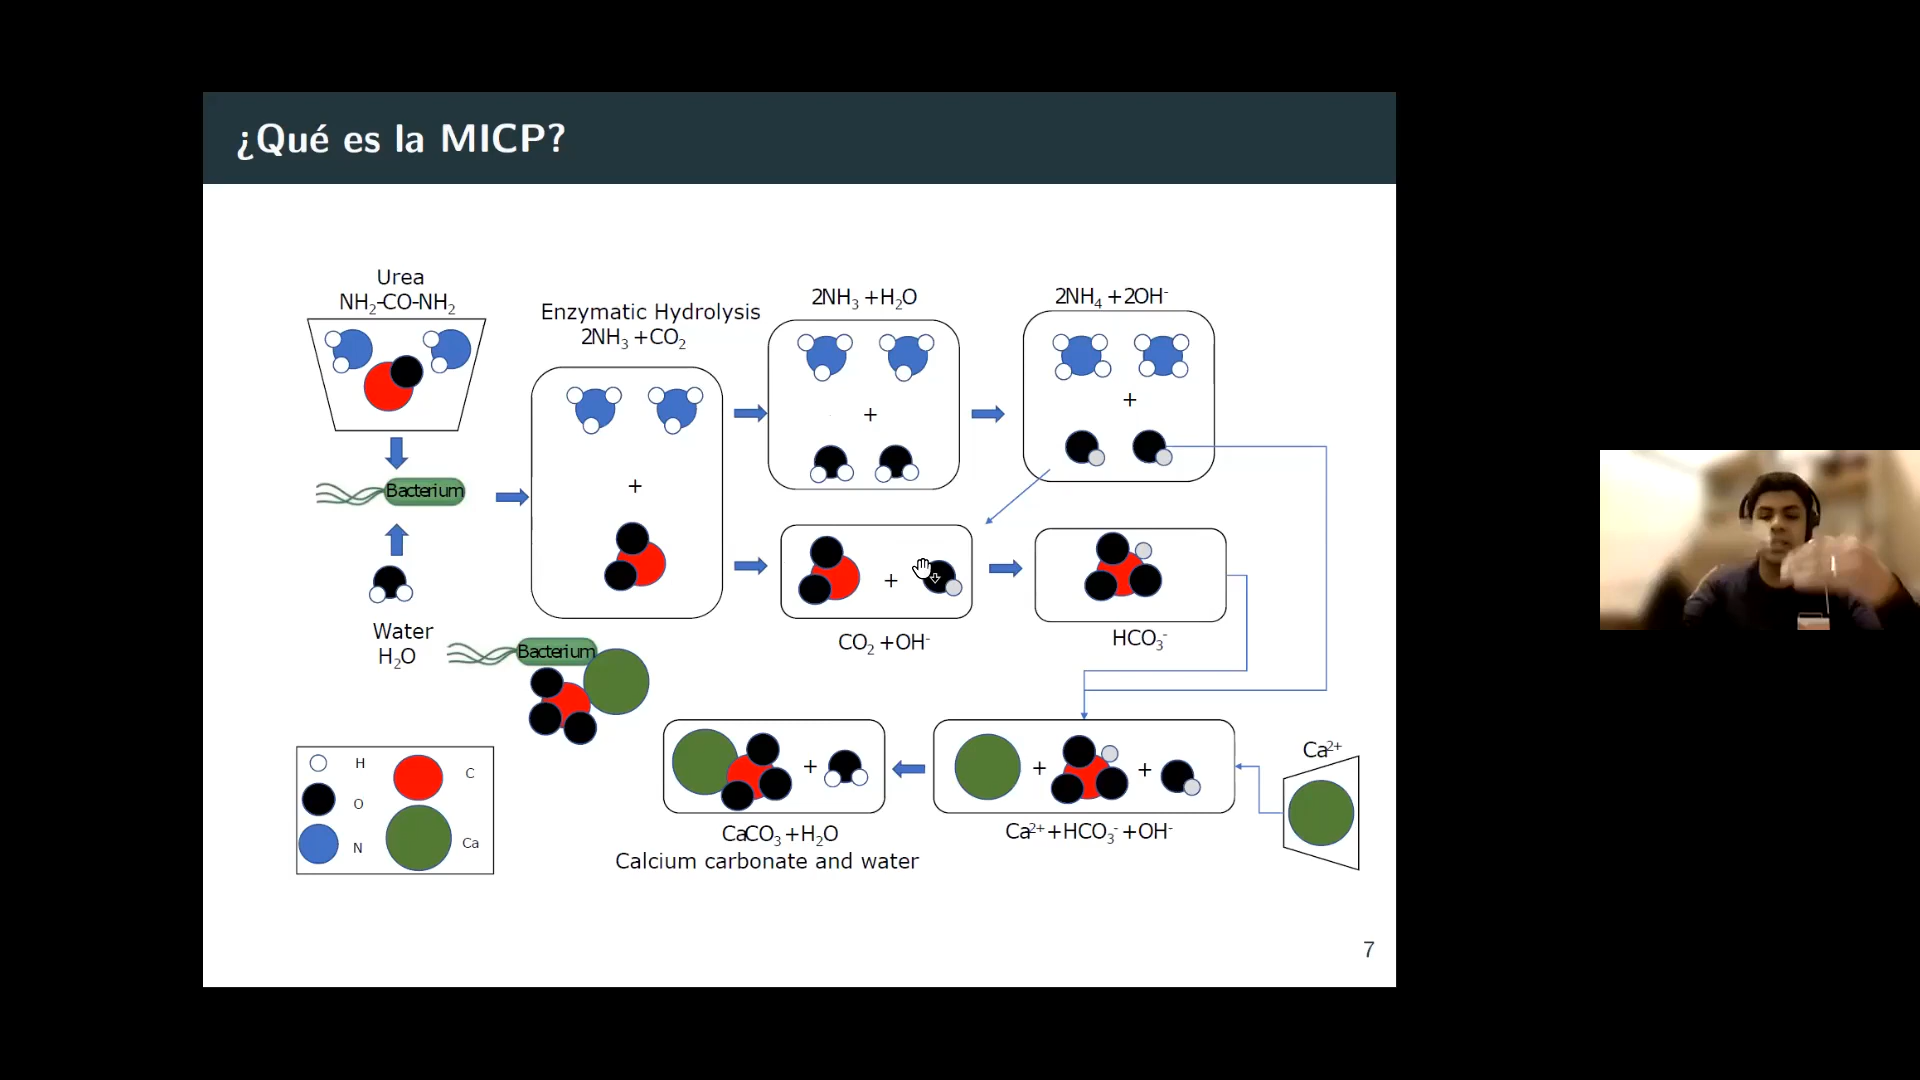 ¿Qué es la MICP?
Urea
NH2-CO-NH2
Enzymatic Hydrolysis
2NH3 +CO2
2NH3 +H2O
2NH4 +2OH-
+
+
+
Bacterium
Water
H2O
Bacterium
+
CO2 +OH-
HCO3-
H
C
O
N
Ca
+
+
+
Ca2+
CaCO3 +H2O
Calcium carbonate and water
Ca2++HCO3-+OH-
7